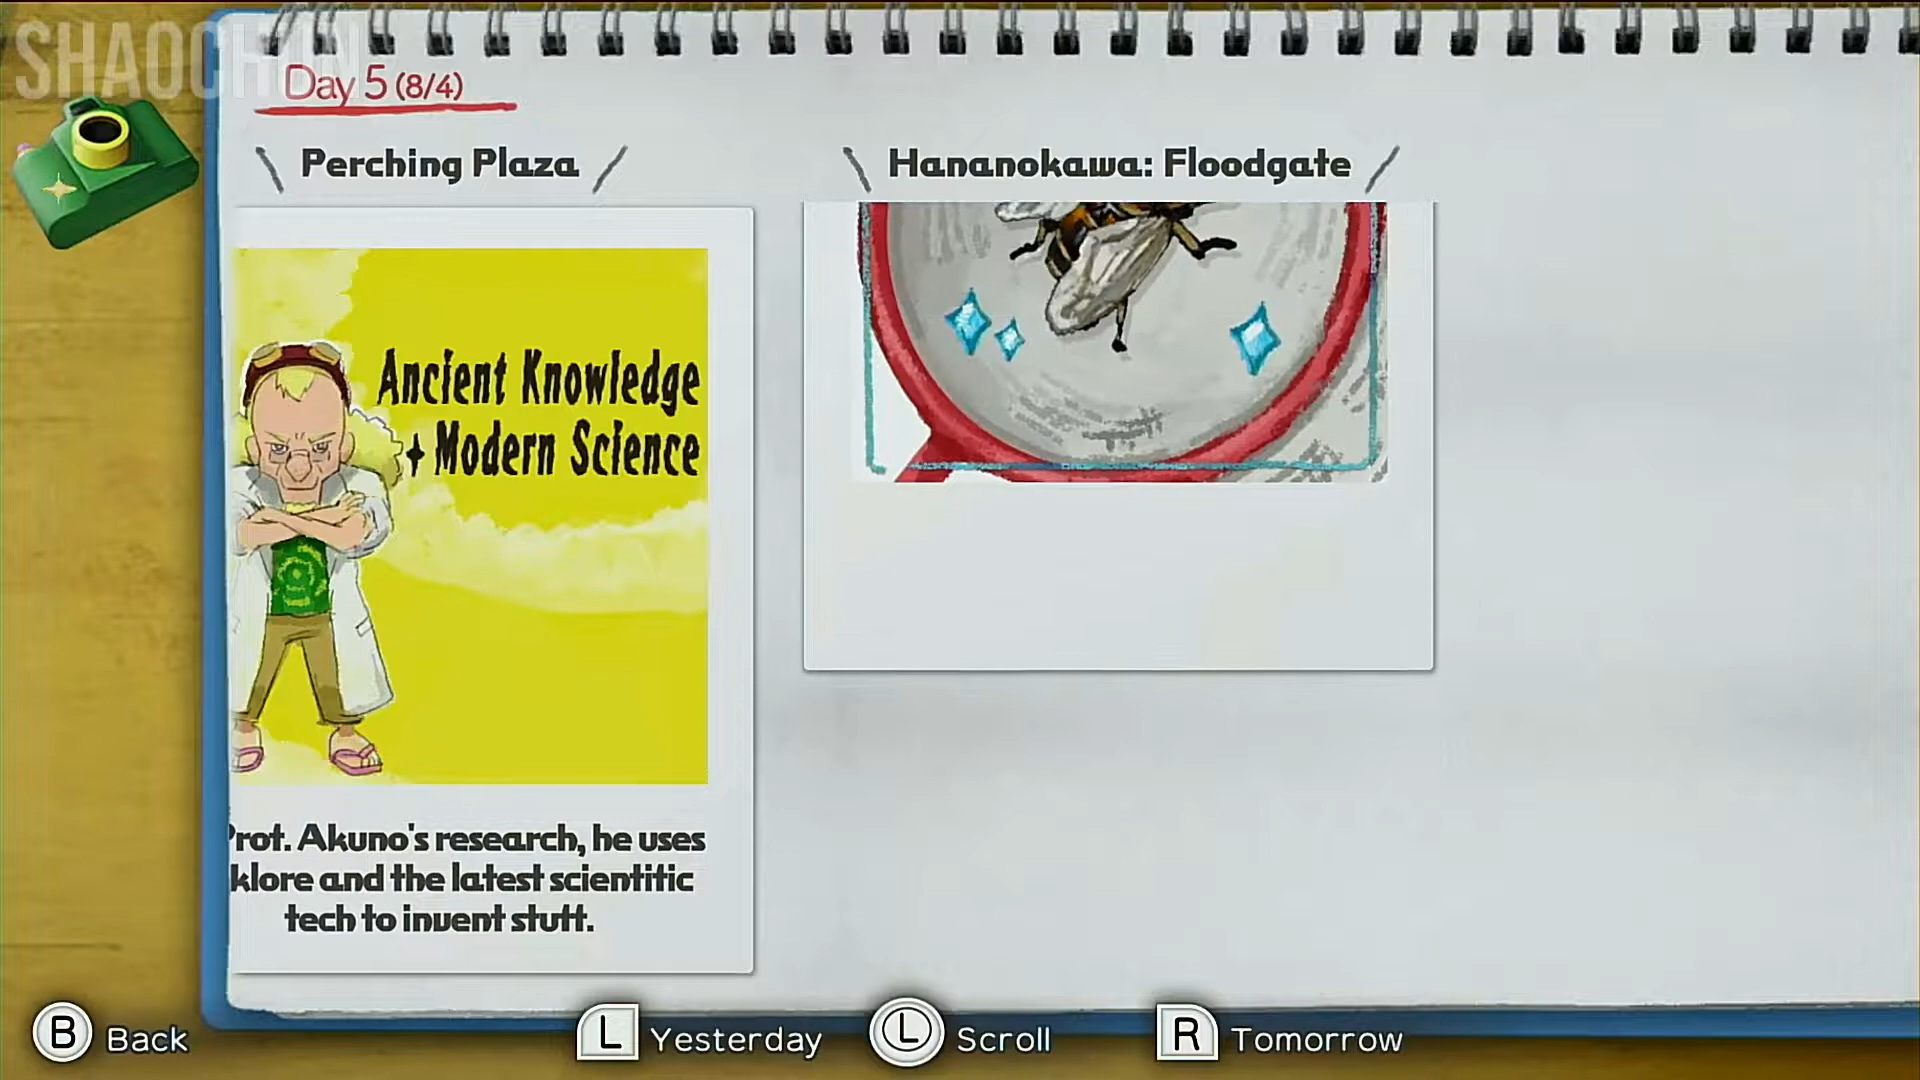 SHAOCHUN
Day 5 (8/4)
Perching Plaza
Hananokawa: Floodgate
Ancient Knowledge
+ Modern Science
Prof. Akuno's research, he uses
klore and the latest scientific
tech to invent stuff.
B Back
L Yesterday
L Scroll
R Tomorrow